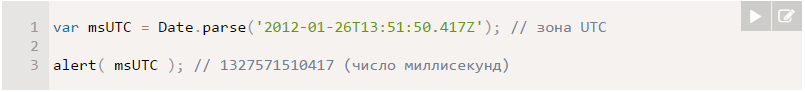 1 var msUTC = Date.parse('2012-01-26T13:51:50.417Z'); // зона UTC
2
3 alert( msUTC ); // 1327571510417 (число миллисекунд)